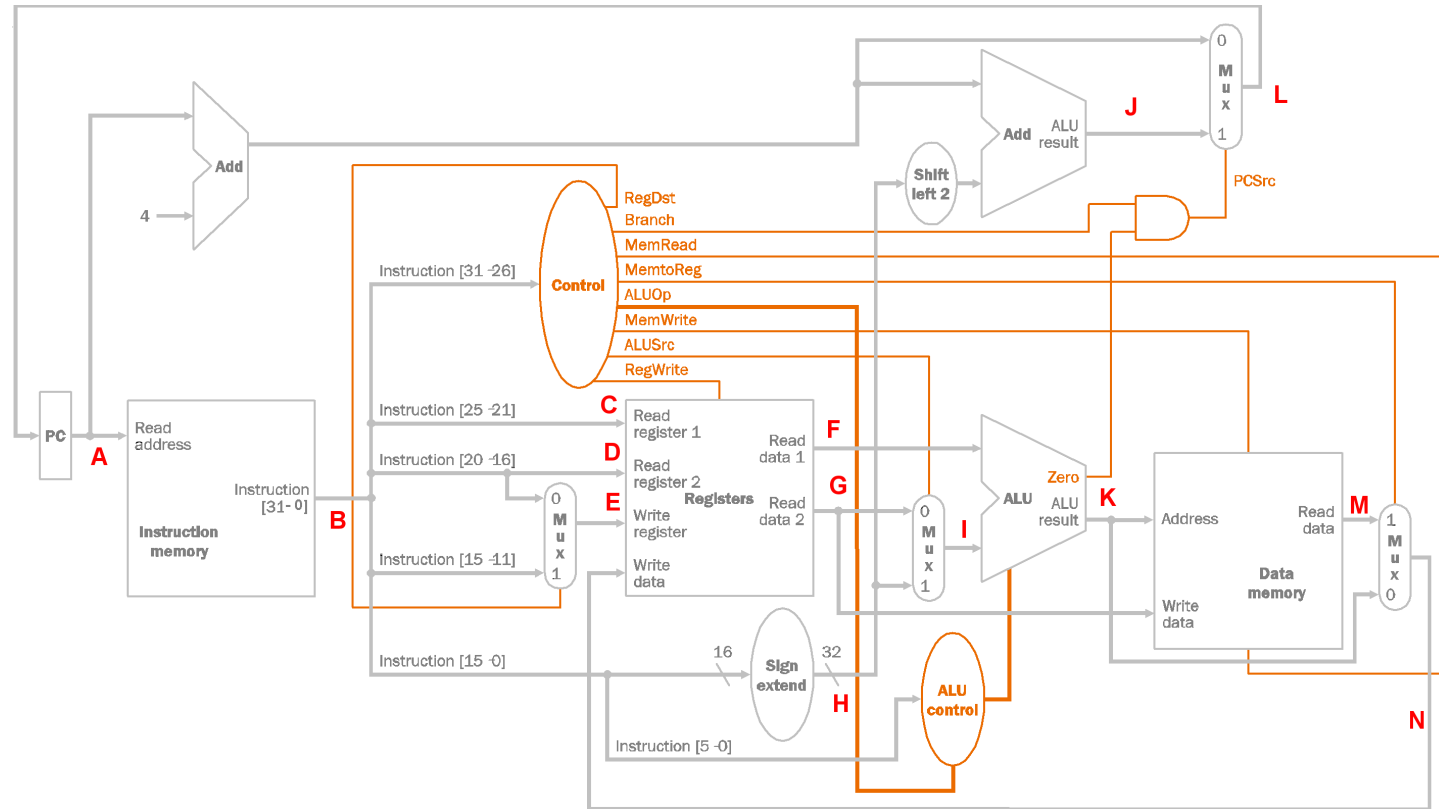 0
M
u
x
1
L
J
Add
ALU
result
Add
4
Shift
left 2
PCSrc
RegDst
Branch
MemRead
MemtoReg
ALUOp
MemWrite
ALUSrc
RegWrite
Control
Instruction [31 -26]
PC
A
Read
address
Instruction
[31- 0]
Instruction
memory
B
Instruction [25 -21]
Instruction [20 -16]
Instruction [15 -11]
Instruction [15 -0]
0
M
u
x
1
C
D
E
Read
register 1
Read
register 2
Write
register
Write
data
Registers
Read
data 1
Read
data 2
F
G
0
M
u
x
1
I
Zero
ALU
ALU
result
K
Address
Write
data
Read
data
Data
memory
M
1
M
u
x
0
N
16
Sign
extend
32
H
ALU
control
Instruction [5 -0]